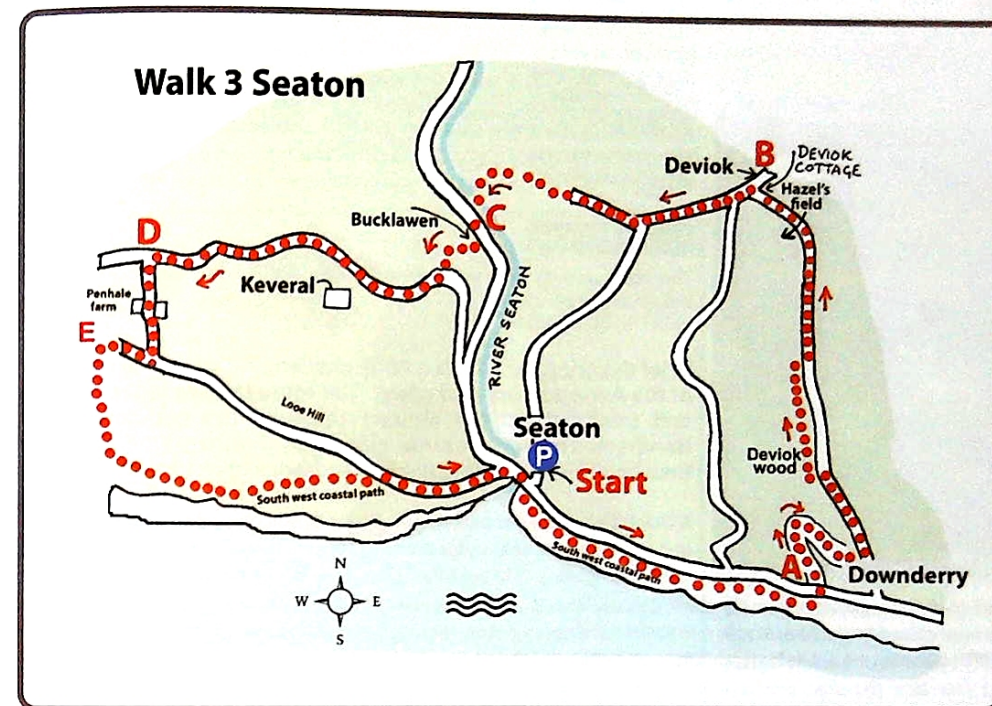 Walk 3 Seaton
B
Deviok
DEVIOK
COTTAGE
Hazel's
field
C
Bucklawen
D
Keveral
Penhale
farm
E
RIVER SEATON
Looe Hill
Seaton
P
Start
Deviok
wood
South west coastal path
South west coastal path
A
Downderry
N
W
E
S